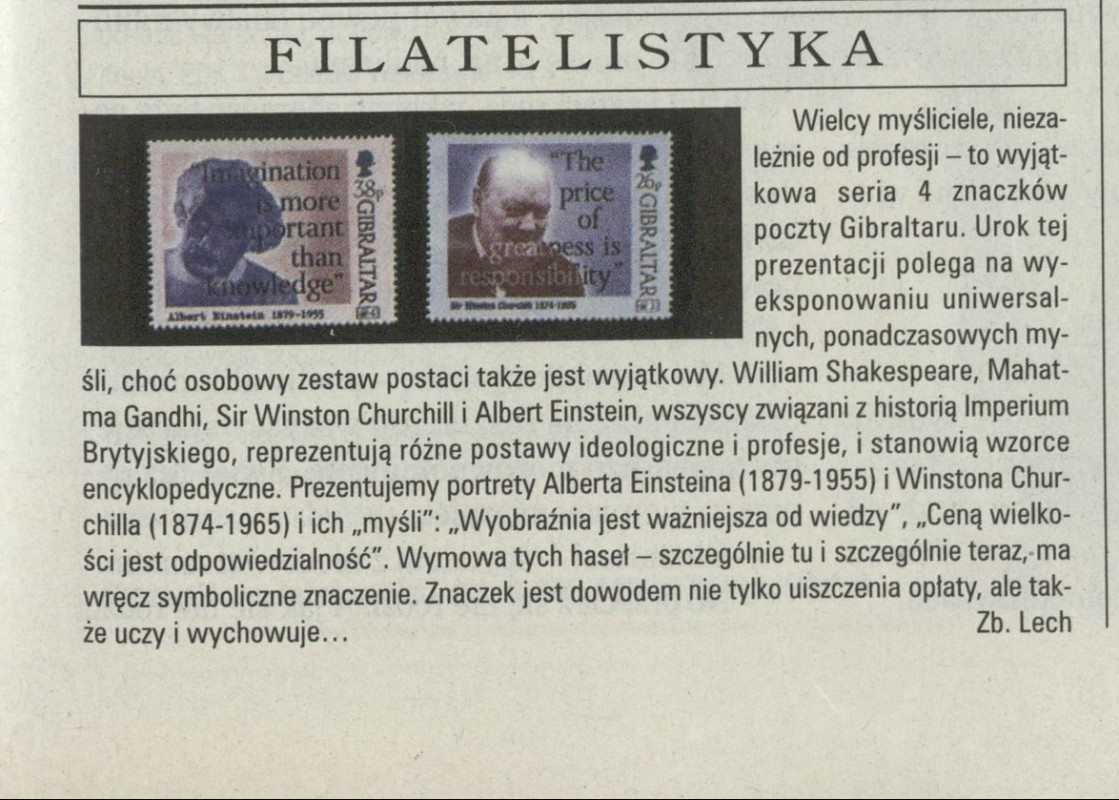 FILATELISTYKA
"Imagination
is more
important
than
knowledge"
38p
GIBRALTAR
Albert Einstein 1879-1955
"The
price
of
greatness is
responsibility"
26p
GIBRALTAR
Sir Winston Churchill 1874-1965
Wielcy myśliciele, nieza-
leżnie od profesji – to wyjąt-
kowa seria 4 znaczków
poczty Gibraltaru. Urok tej
prezentacji polega na wy-
eksponowaniu uniwersal-
nych, ponadczasowych my-
śli, choć osobowy zestaw postaci także jest wyjątkowy. William Shakespeare, Mahat-
ma Gandhi, Sir Winston Churchill i Albert Einstein, wszyscy związani z historią Imperium
Brytyjskiego, reprezentują różne postawy ideologiczne i profesje, i stanowią wzorce
encyklopedyczne. Prezentujemy portrety Alberta Einsteina (1879-1955) i Winstona Chur-
chilla (1874-1965) i ich „myśli": „Wyobraźnia jest ważniejsza od wiedzy", „Ceną wielko-
ści jest odpowiedzialność". Wymowa tych haseł – szczególnie tu i szczególnie teraz, ma
wręcz symboliczne znaczenie. Znaczek jest dowodem nie tylko uiszczenia opłaty, ale tak-
że uczy i wychowuje...
Zb. Lech